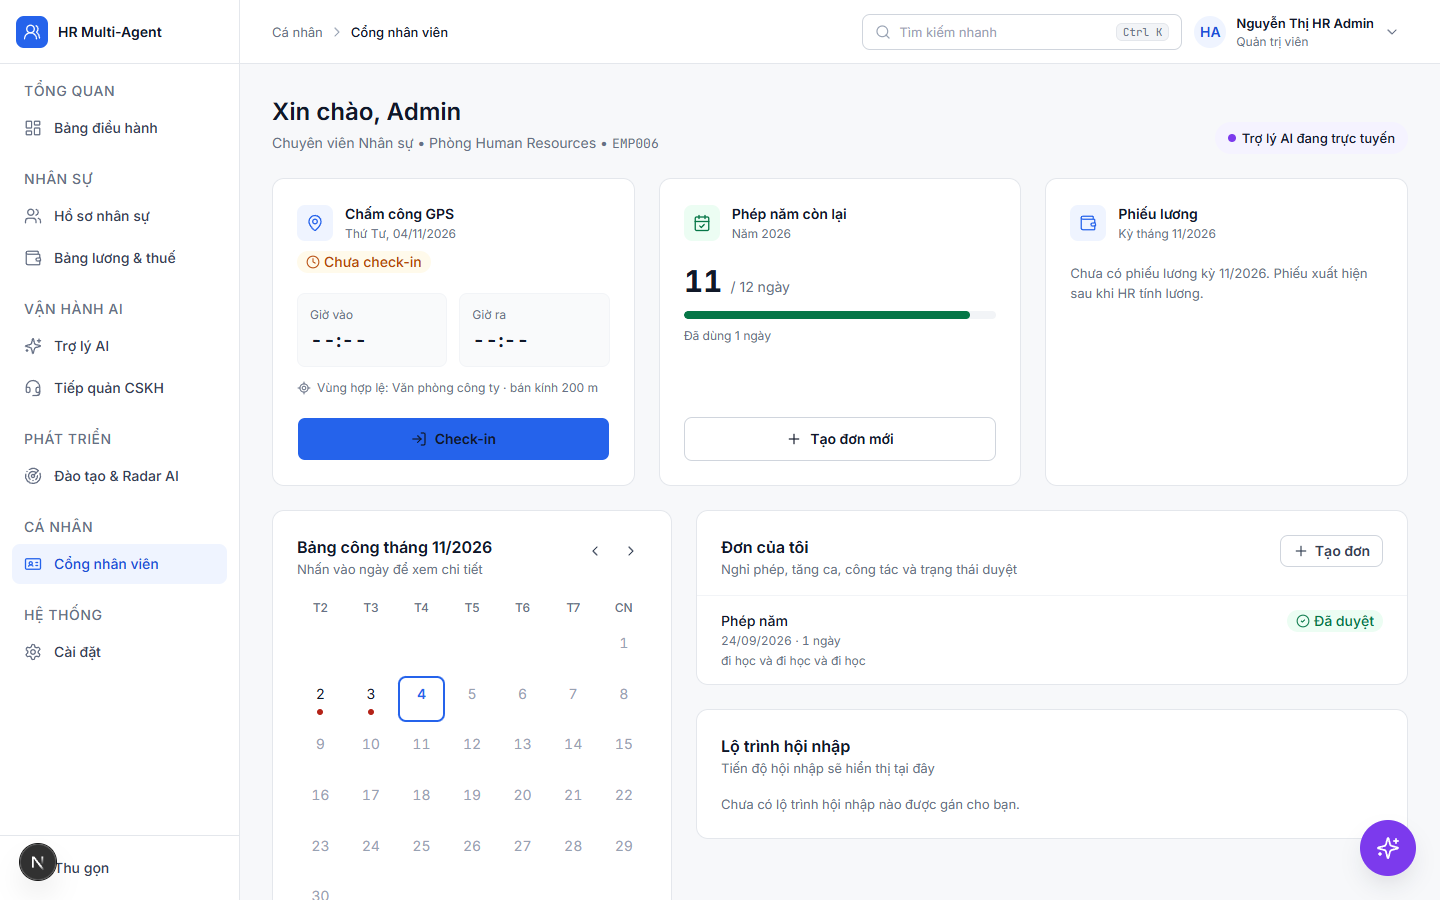 HR Multi-Agent
Cá nhân
Cổng nhân viên
Tìm kiếm nhanh
Ctrl K
HA
Nguyễn Thị HR Admin
Quản trị viên
TỔNG QUAN
Bảng điều hành
NHÂN SỰ
Hồ sơ nhân sự
Bảng lương & thuế
VẬN HÀNH AI
Trợ lý AI
Tiếp quản CSKH
PHÁT TRIỂN
Đào tạo & Radar AI
CÁ NHÂN
Cổng nhân viên
HỆ THỐNG
Cài đặt
N
Thu gọn
Xin chào, Admin
Chuyên viên Nhân sự • Phòng Human Resources • EMP006
Trợ lý AI đang trực tuyến
Chấm công GPS
Thứ Tư, 04/11/2026
Chưa check-in
Giờ vào
--:--
Giờ ra
--:--
Vùng hợp lệ: Văn phòng công ty · bán kính 200 m
Check-in
Phép năm còn lại
Năm 2026
11 / 12 ngày
Đã dùng 1 ngày
Tạo đơn mới
Phiếu lương
Kỳ tháng 11/2026
Chưa có phiếu lương kỳ 11/2026. Phiếu xuất hiện
sau khi HR tính lương.
Bảng công tháng 11/2026
Nhấn vào ngày để xem chi tiết
T2 T3 T4 T5 T6 T7 CN
1
2 3 4 5 6 7 8
9 10 11 12 13 14 15
16 17 18 19 20 21 22
23 24 25 26 27 28 29
30
Đơn của tôi
Nghỉ phép, tăng ca, công tác và trạng thái duyệt
Tạo đơn
Phép năm
24/09/2026 · 1 ngày
đi học và đi học và đi học
Đã duyệt
Lộ trình hội nhập
Tiến độ hội nhập sẽ hiển thị tại đây
Chưa có lộ trình hội nhập nào được gán cho bạn.